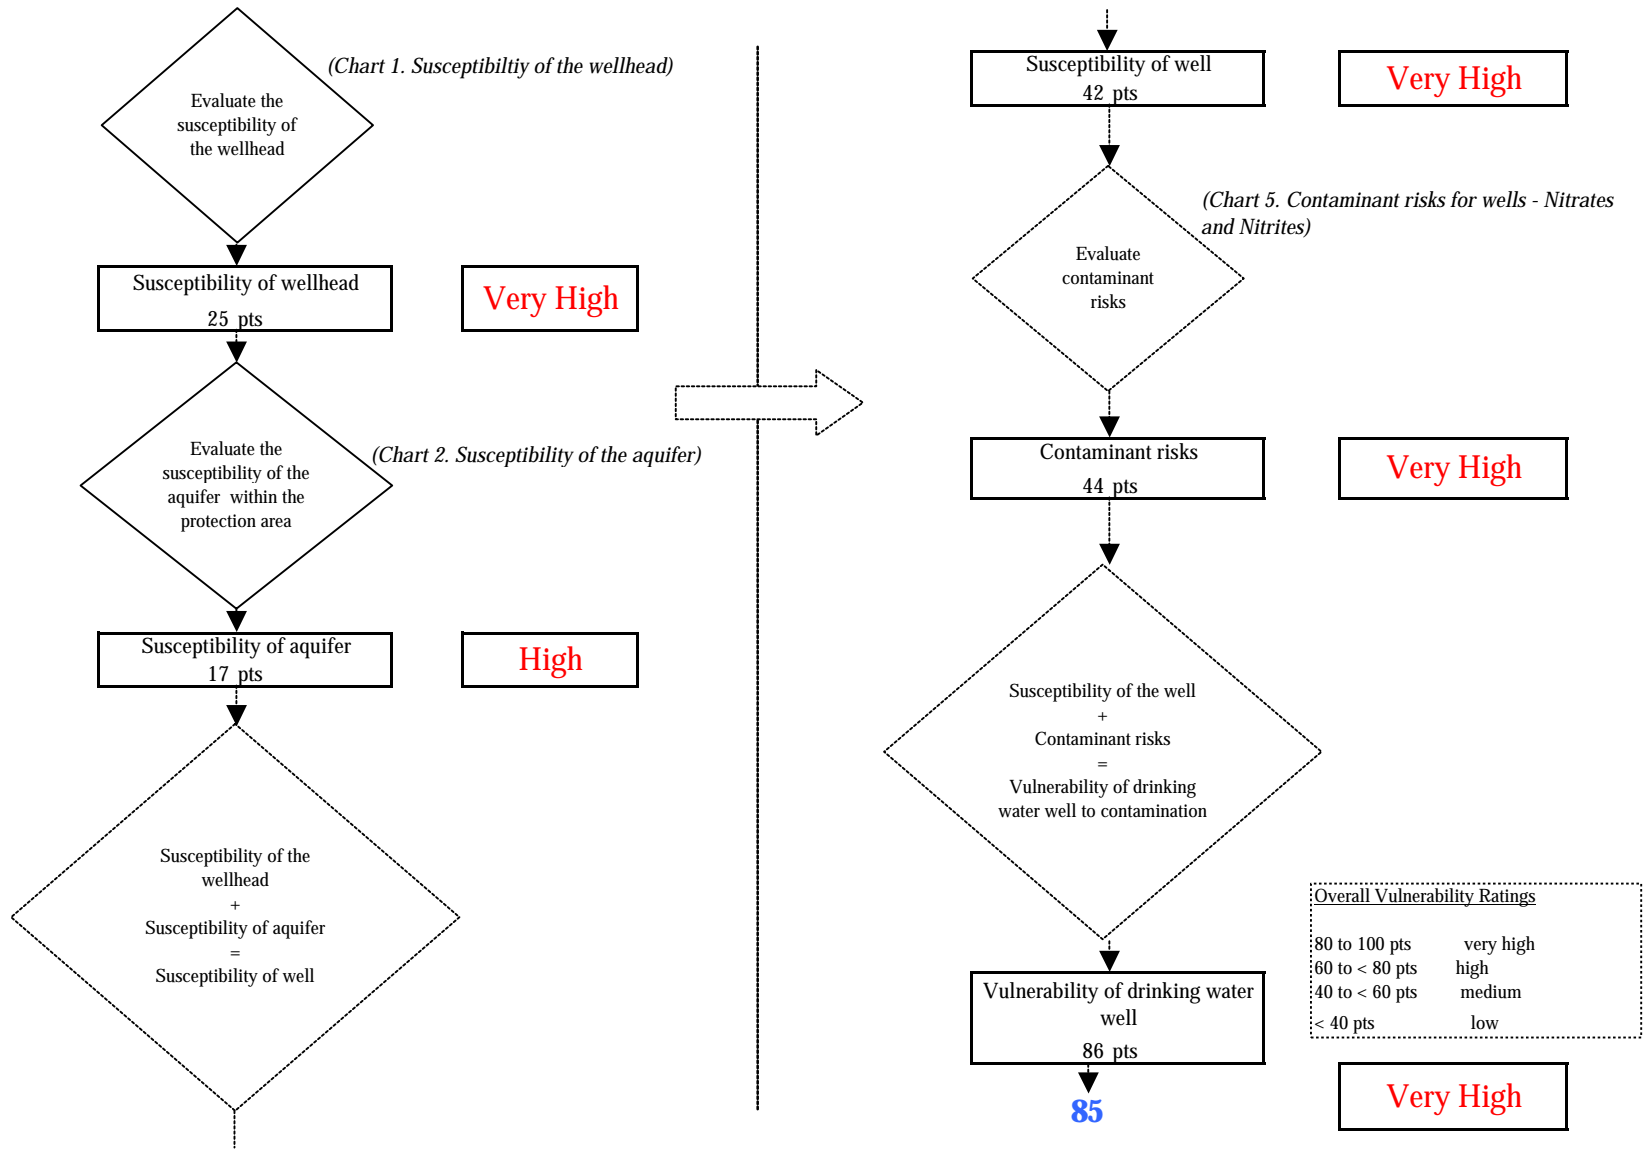 (Chart 1. Susceptibiltiy of the wellhead)
Evaluate the
susceptibility of
the wellhead
Susceptibility of wellhead
25 pts
Very High
(Chart 2. Susceptibility of the aquifer)
Evaluate the
susceptibility of the
aquifer within the
protection area
Susceptibility of aquifer
17 pts
High
Susceptibility of the
wellhead
+
Susceptibility of aquifer
=
Susceptibility of well
Susceptibility of well
42 pts
Very High
(Chart 5. Contaminant risks for wells - Nitrates
and Nitrites)
Evaluate
contaminant
risks
Contaminant risks
44 pts
Very High
Susceptibility of the well
+
Contaminant risks
=
Vulnerability of drinking
water well to contamination
Overall Vulnerability Ratings
80 to 100 pts very high
60 to < 80 pts high
40 to < 60 pts medium
< 40 pts low
Vulnerability of drinking water
well
86 pts
85
Very High